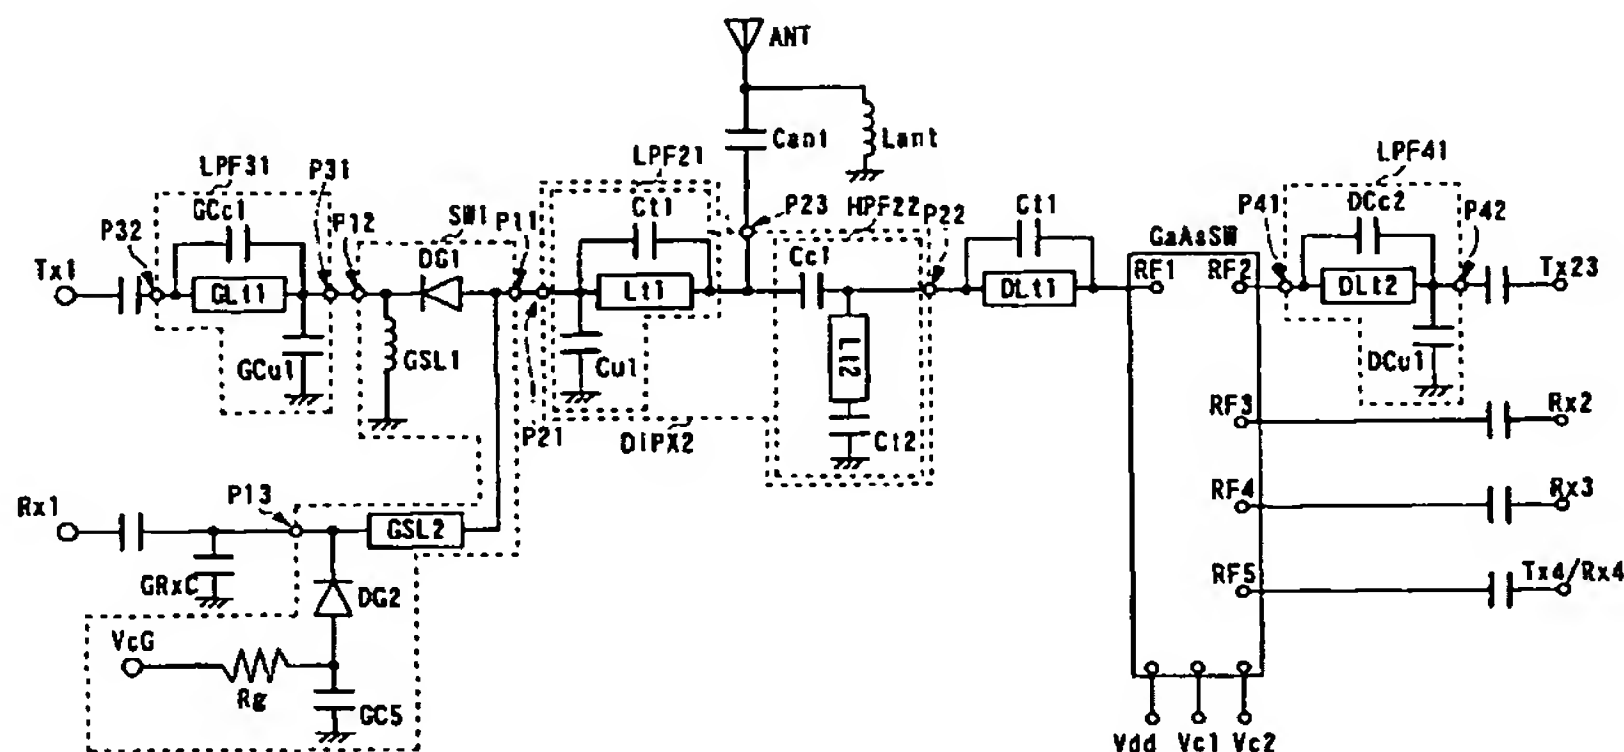 ANT
Cant
Lant
LPF31
P31
LPF21
LPF41
P32
GCc1
P12
SW1
P11
Ct1
P23
HPF22
P22
Ct1
P41
DCc2
P42
Tx1
DG1
Cc1
GaAsSW
Tx23
GLt1
Lt1
DLt1
RF1
RF2
DLt2
GSL1
GCu1
Cu1
Lt2
DCu1
P21
DiPX2
Ct2
RF3
Rx2
Rx1
P13
GSL2
RF4
Rx3
GRxC
DG2
RF5
Tx4/Rx4
VcG
Rg
GC5
Vdd
Vc1
Vc2